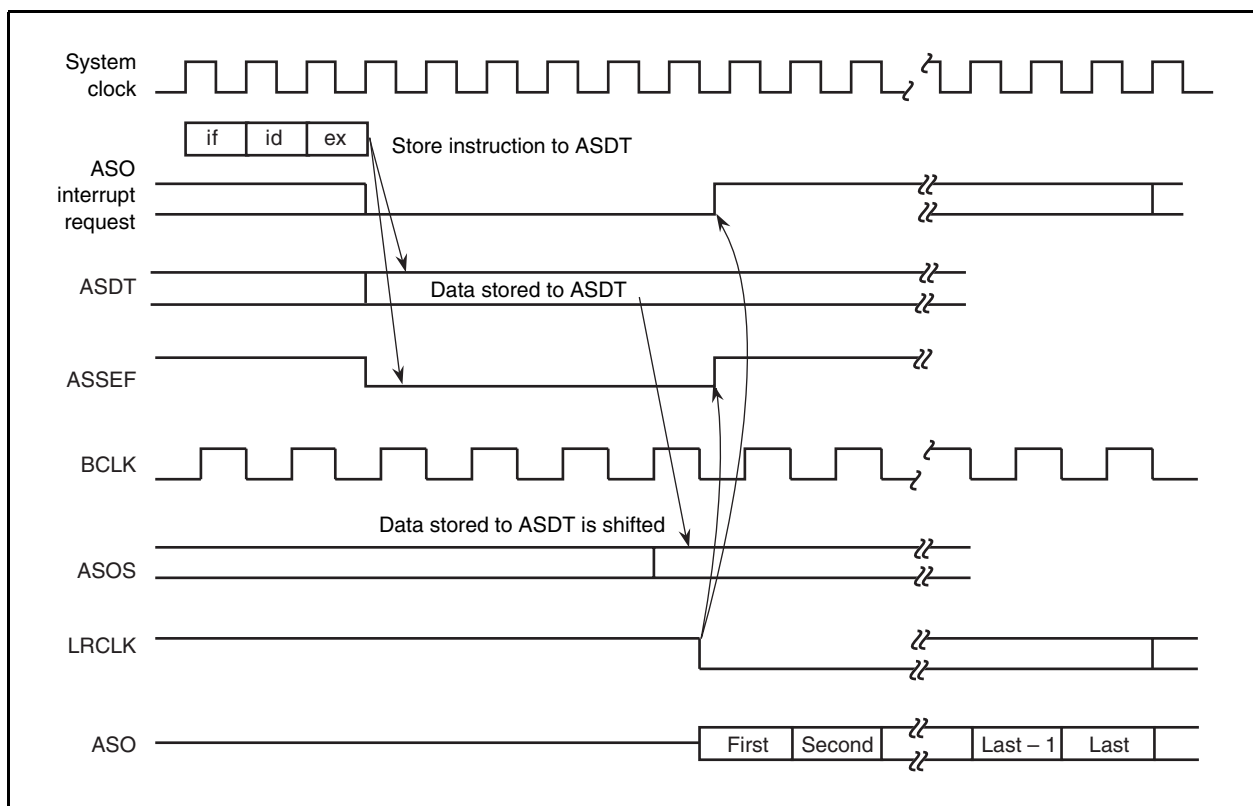 System
clock
if id ex
Store instruction to ASDT
ASO
interrupt
request
ASDT
Data stored to ASDT
ASSEF
BCLK
Data stored to ASDT is shifted
ASOS
LRCLK
ASO
First Second Last – 1 Last